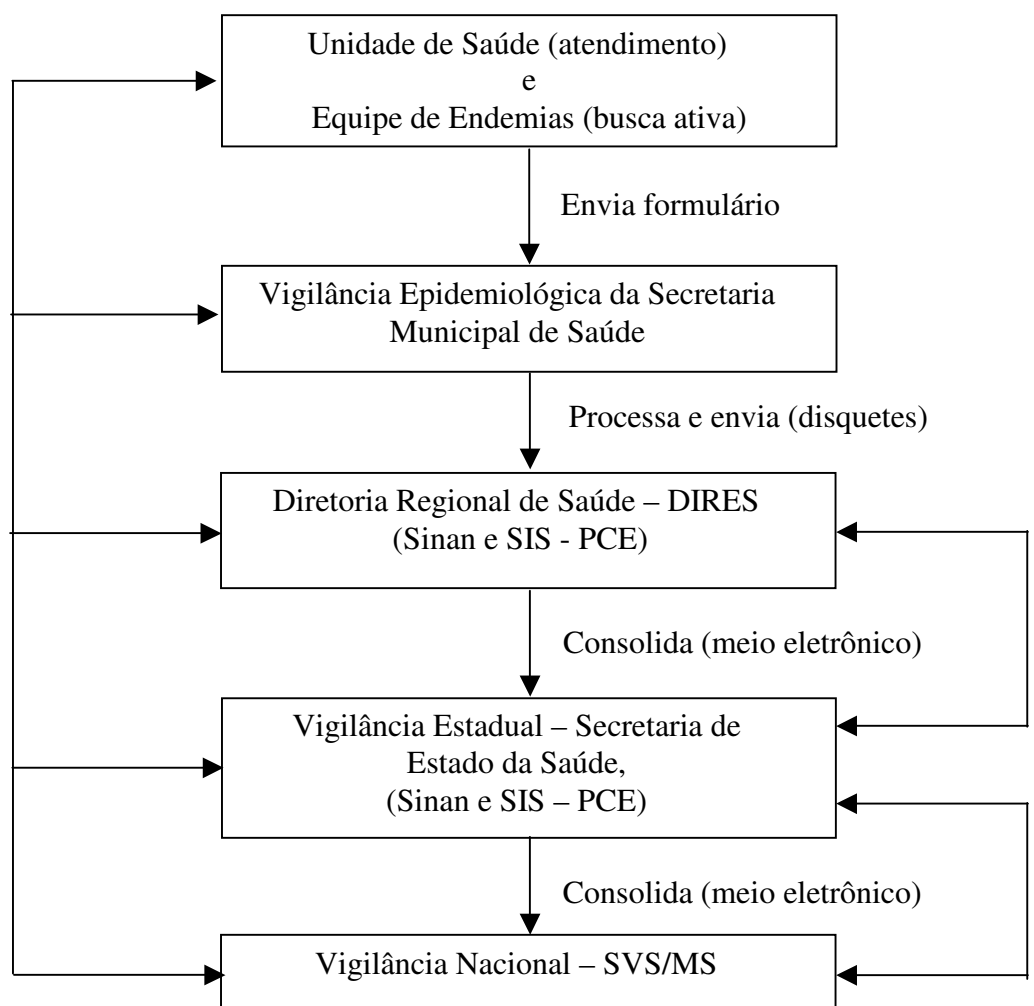 Unidade de Saúde (atendimento)
e
Equipe de Endemias (busca ativa)
Envia formulário
Vigilância Epidemiológica da Secretaria
Municipal de Saúde
Processa e envia (disquetes)
Diretoria Regional de Saúde – DIRES
(Sinan e SIS - PCE)
Consolida (meio eletrônico)
Vigilância Estadual – Secretaria de
Estado da Saúde,
(Sinan e SIS – PCE)
Consolida (meio eletrônico)
Vigilância Nacional – SVS/MS